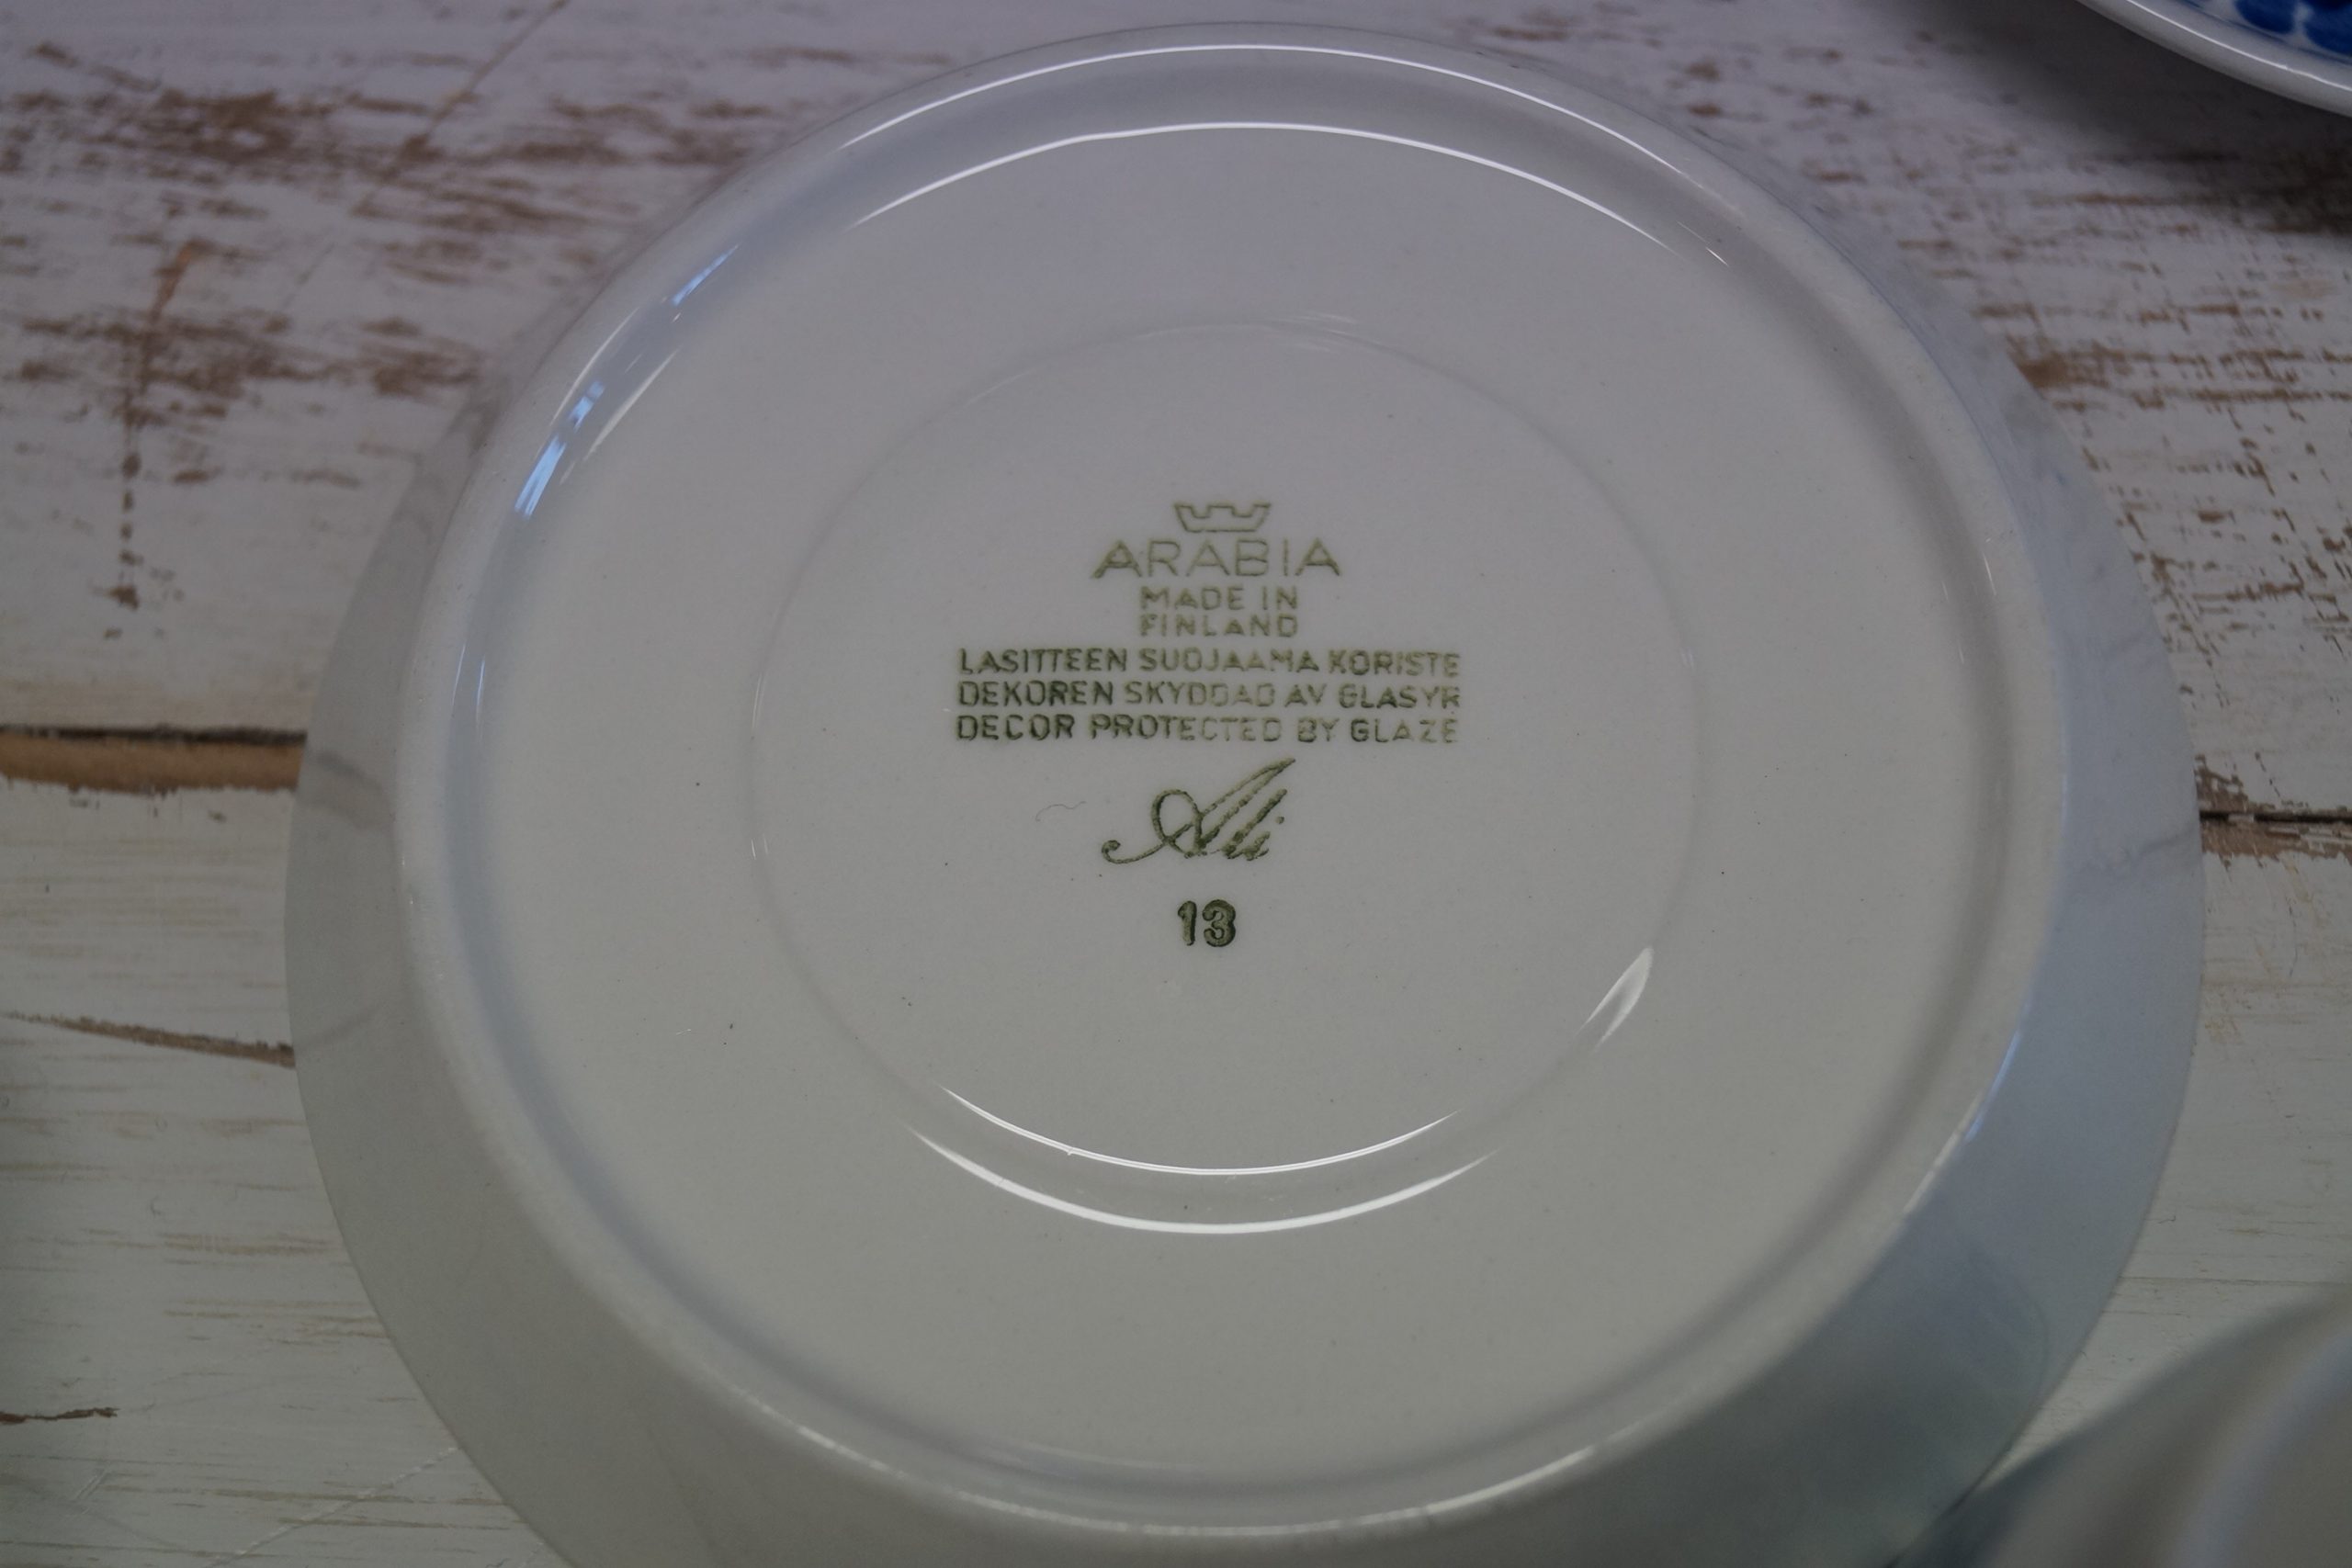 ARABIA
MADE IN
FINLAND
LASITTEEN SUOJAAMA KORISTE
DEKOREN SKYDDAD AV GLASYR
DECOR PROTECTED BY GLAZE
Ali
13